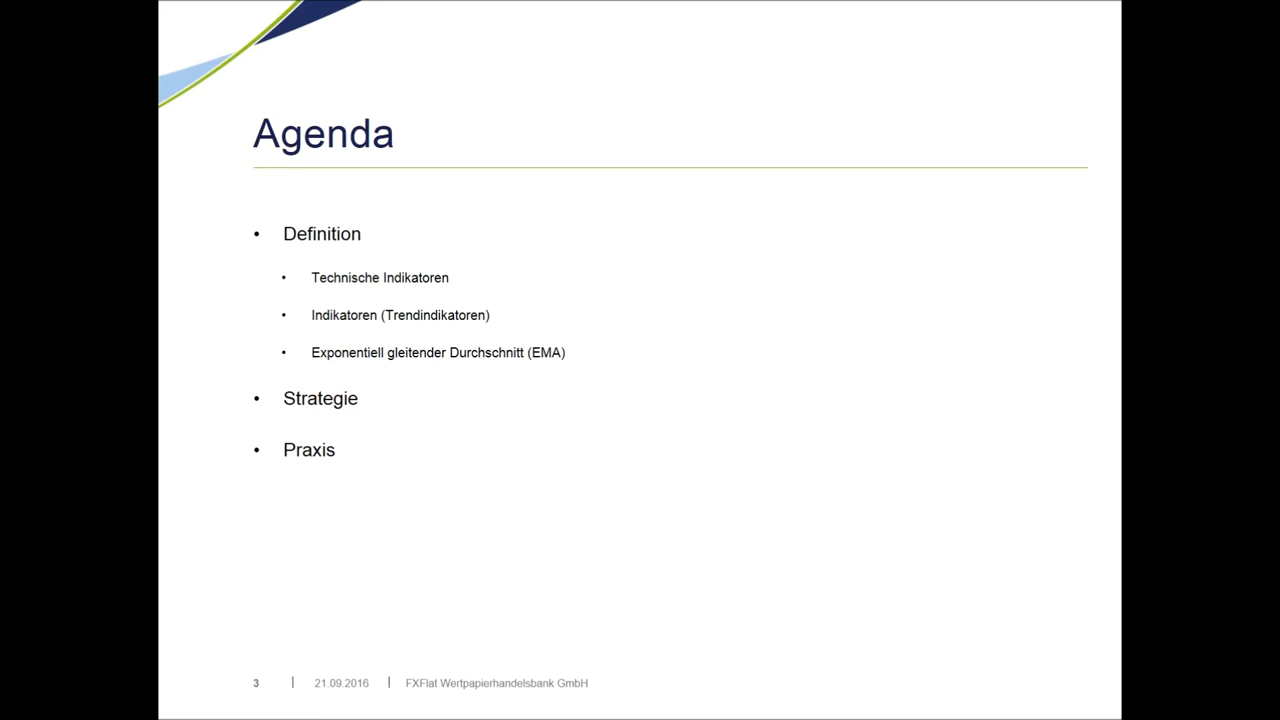 Agenda
• Definition
• Technische Indikatoren
• Indikatoren (Trendindikatoren)
• Exponentiell gleitender Durchschnitt (EMA)
• Strategie
• Praxis
3 | 21.09.2016 | FXFlat Wertpapierhandelsbank GmbH